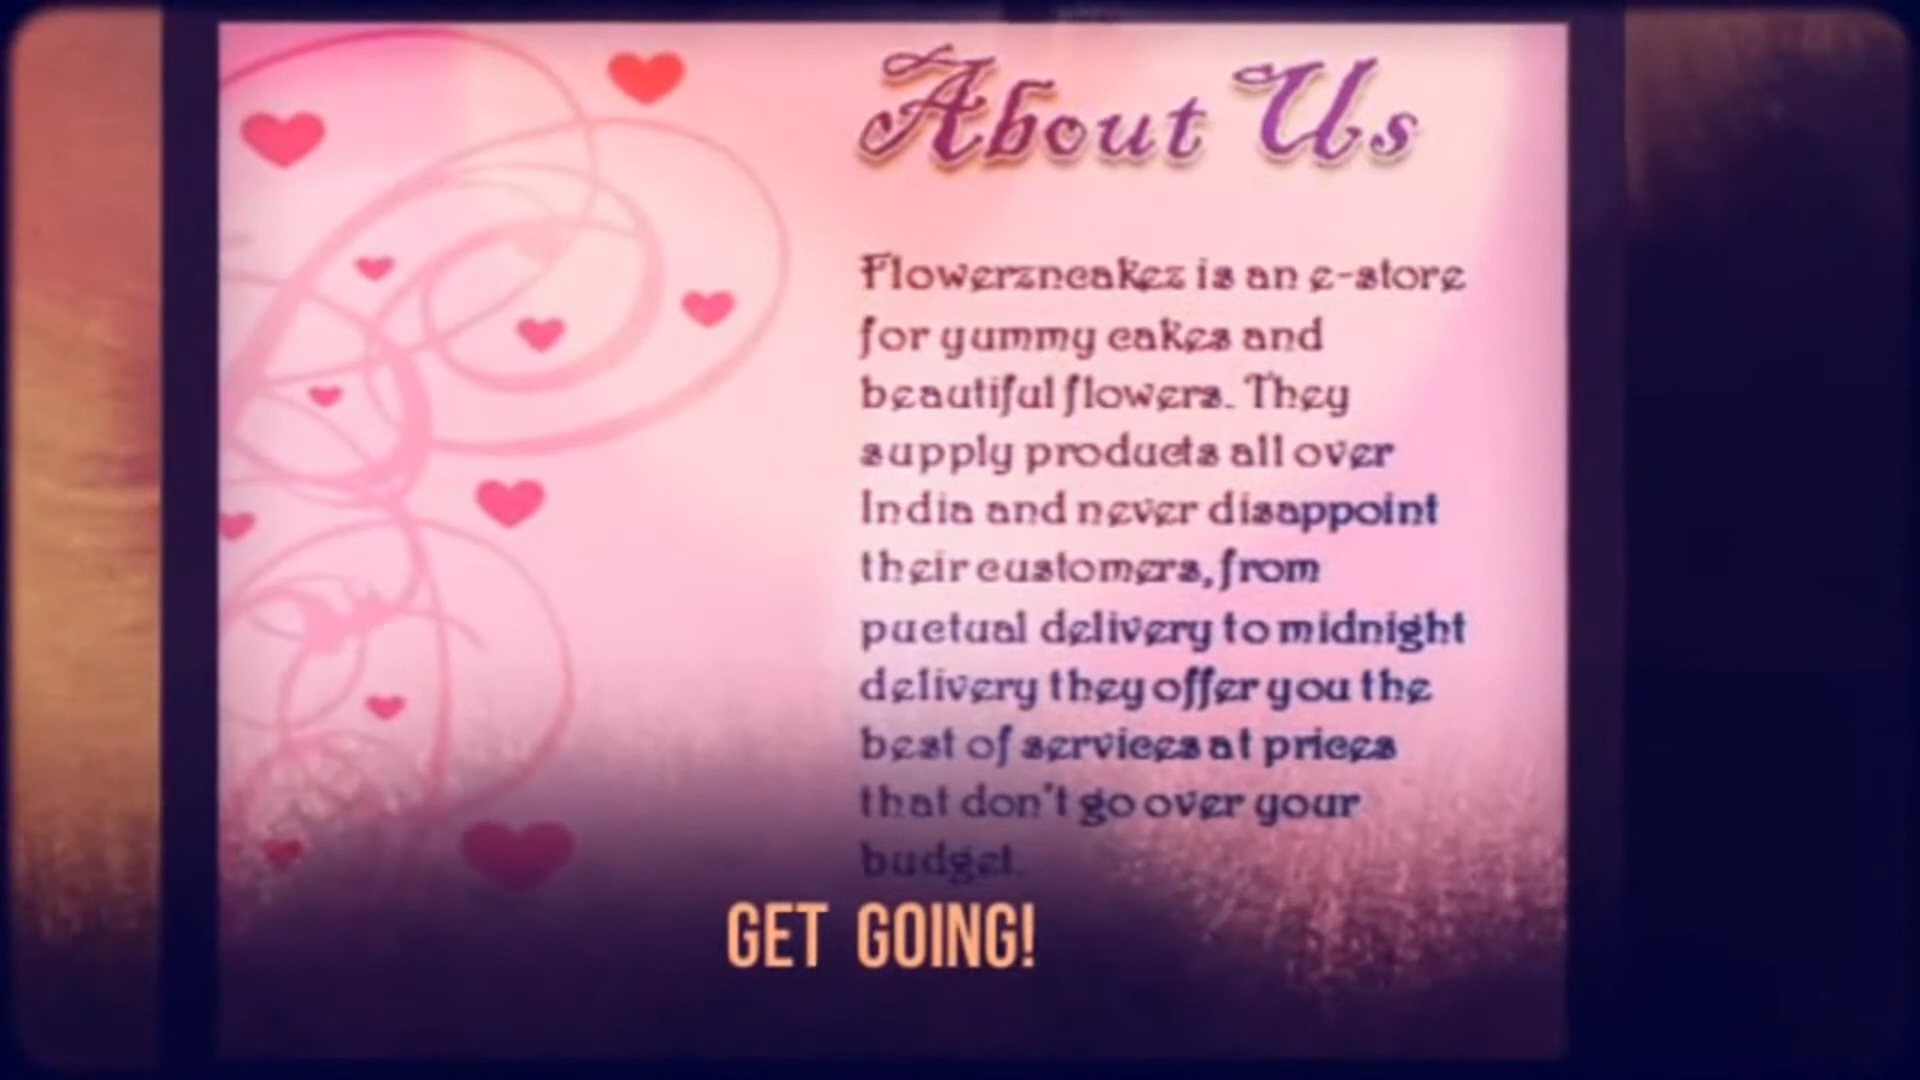 About Us
Flowerzncakez is an e-store
for yummy cakes and
beautiful flowers. They
supply products all over
India and never disappoint
their customers, from
puctual delivery to midnight
delivery they offer you the
best of services at prices
that don't go over your
budget.
GET GOING!